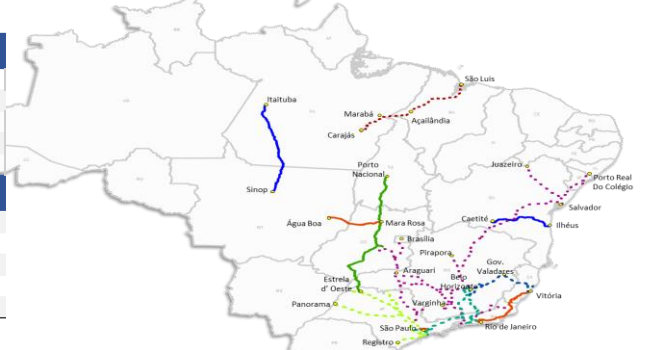 São Luis
Itaituba
Marabá
Açailândia
Carajás
Porto
Nacional
Juazeiro
Porto Real
Do Colégio
Sinop
Salvador
Água Boa
Mara Rosa
Caetité
Ilhéus
Brasília
Pirapora
Gov.
Valadares
Araguari
Belo
Horizonte
Estrela
d' Oeste
Vitória
Panorama
Varginha
São Paulo
Rio de Janeiro
Registro